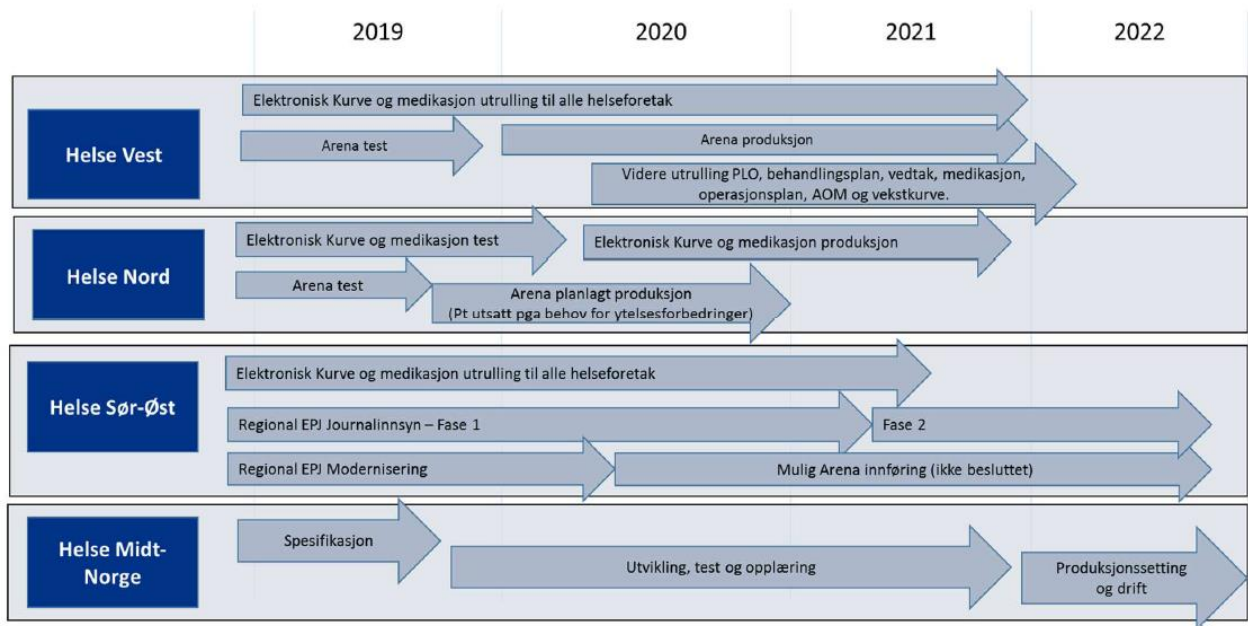 2019 2020 2021 2022
Helse Vest
Elektronisk Kurve og medikasjon utrulling til alle helseforetak
Arena test
Arena produksjon
Videre utrulling PLO, behandlingsplan, vedtak, medikasjon,
operasjonsplan, AOM og vekstkurve.
Helse Nord
Elektronisk Kurve og medikasjon test
Elektronisk Kurve og medikasjon produksjon
Arena test
Arena planlagt produksjon
(Pt utsatt pga behov for ytelsesforbedringer)
Helse Sør-Øst
Elektronisk Kurve og medikasjon utrulling til alle helseforetak
Regional EPJ Journalinnsyn – Fase 1
Fase 2
Regional EPJ Modernisering
Mulig Arena innføring (ikke besluttet)
Helse Midt-
Norge
Spesifikasjon
Utvikling, test og opplæring
Produksjonssetting
og drift